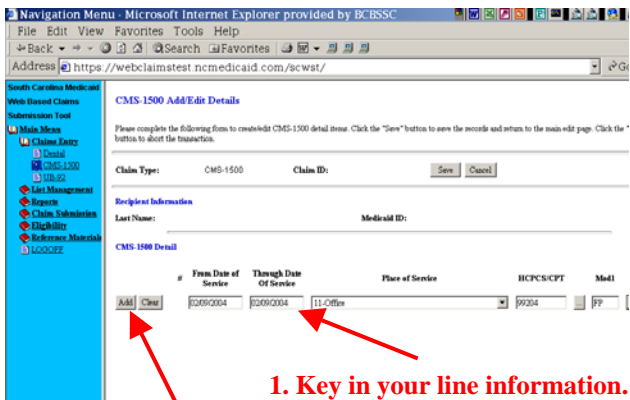 Navigation Menu - Microsoft Internet Explorer provided by BCBSSC
File Edit View Favorites Tools Help
Back Search Favorites
Address https://webclaimstest.ncmedicaid.com/scwst/ Go
South Carolina Medicaid
Web Based Claims
Submission Tool
Main Menu
Claims Entry
Dental
CMS-1500
UB-92
List Management
Reports
Claim Submission
Eligibility
Reference Materials
LOGOFF
CMS-1500 Add/Edit Details
Please complete the following form to create/edit CMS-1500 detail items. Click the "Save" button to save the records and return to the main edit page. Click the "
button to abort the transaction.
Claim Type: CMS-1500 Claim ID: Save Cancel
Recipient Information
Last Name: Medicaid ID:
CMS-1500 Detail
# From Date of Service Through Date Of Service Place of Service HCPCS/CPT Mod1
Add Clear 02/09/2004 02/09/2004 11-Office 99204 ... FP
1. Key in your line information.